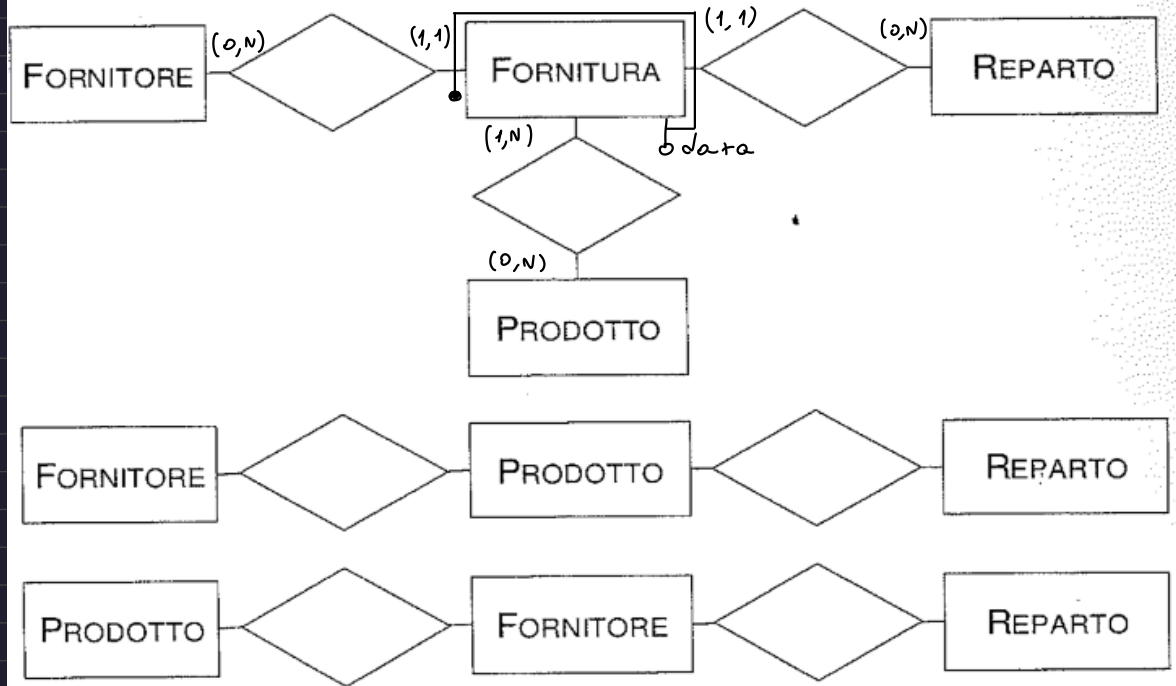 (0,N) (1,1) (1,1) (0,N)
FORNITORE FORNITURA REPARTO
(1,N) data
(0,N)
PRODOTTO
FORNITORE PRODOTTO REPARTO
PRODOTTO FORNITORE REPARTO